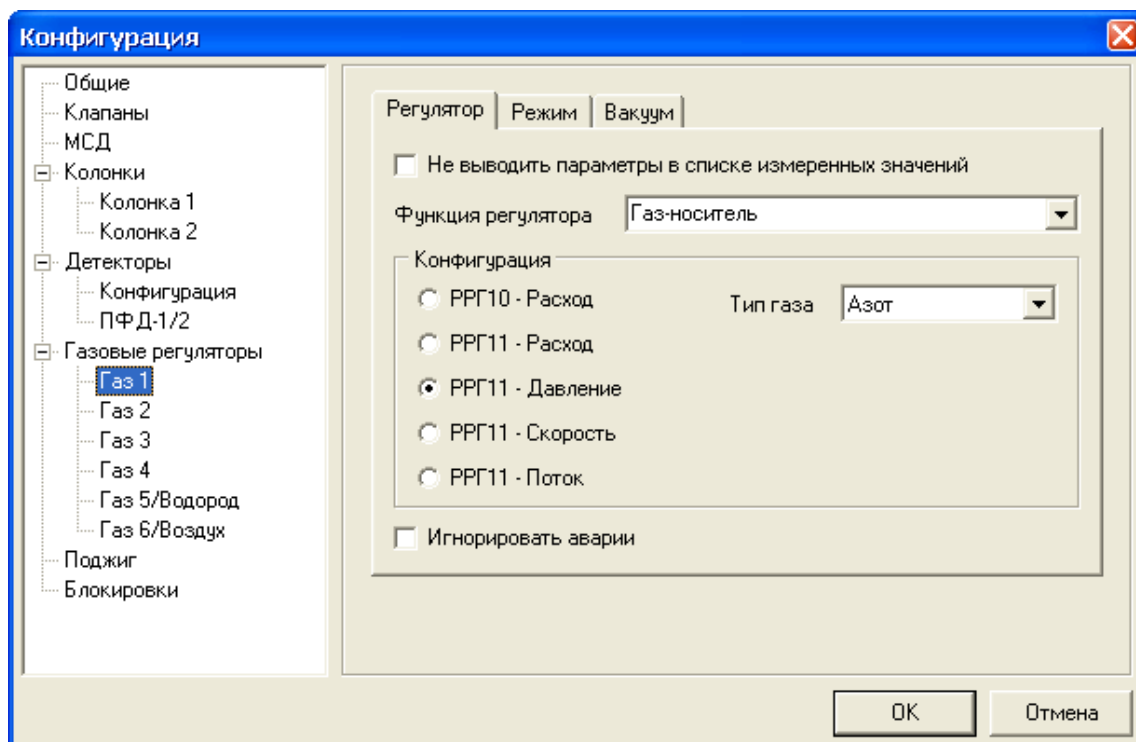 Конфигурация
Общие
Клапаны
МСД
Колонки
Колонка 1
Колонка 2
Детекторы
Конфигурация
ПФД-1/2
Газовые регуляторы
Газ 1
Газ 2
Газ 3
Газ 4
Газ 5/Водород
Газ 6/Воздух
Поджиг
Блокировки
Регулятор Режим Вакуум
Не выводить параметры в списке измеренных значений
Функция регулятора Газ-носитель
Конфигурация
РРГ10 - Расход Тип газа Азот
РРГ11 - Расход
РРГ11 - Давление
РРГ11 - Скорость
РРГ11 - Поток
Игнорировать аварии
OK Отмена